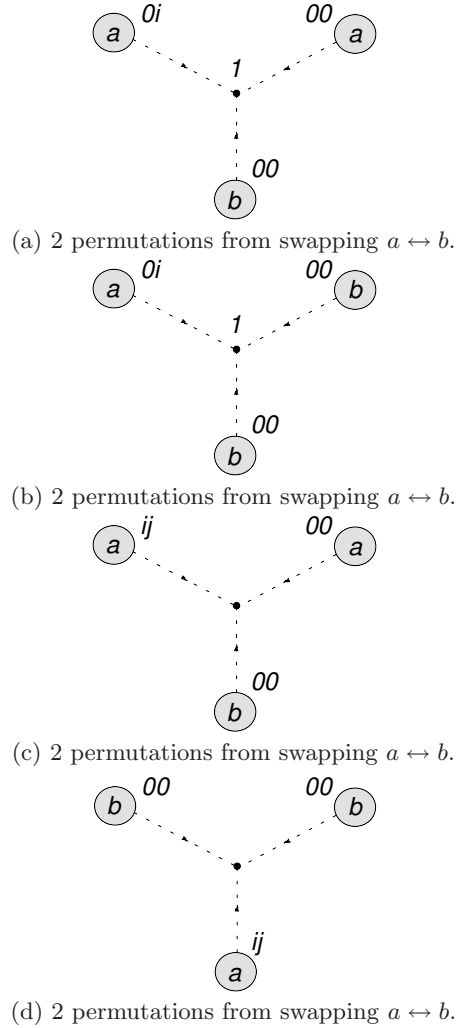 0i 00
a a
1
00
b
(a) 2 permutations from swapping a ↔ b.
0i 00
a b
1
00
b
(b) 2 permutations from swapping a ↔ b.
ij 00
a a
00
b
(c) 2 permutations from swapping a ↔ b.
00 00
b b
ij
a
(d) 2 permutations from swapping a ↔ b.